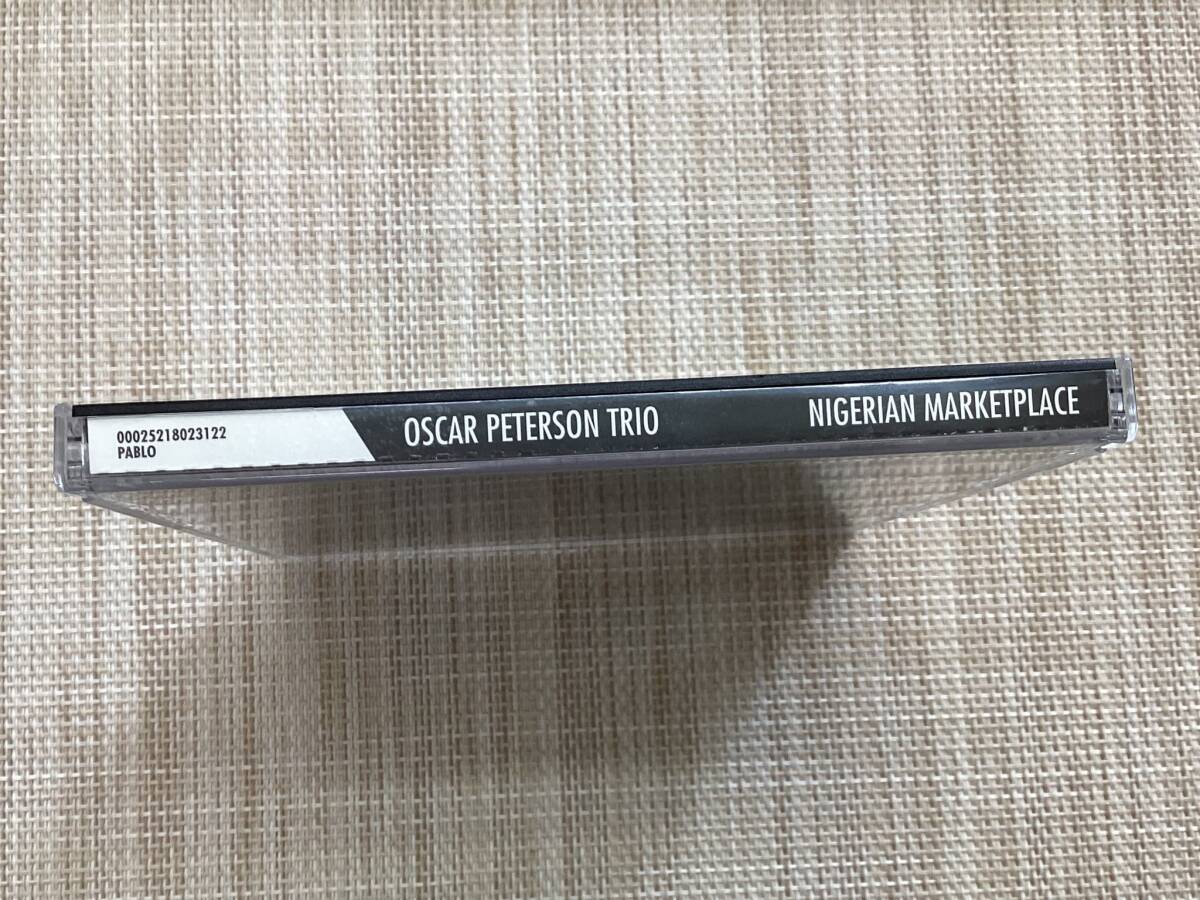 00025218023122
PABLO
OSCAR PETERSON TRIO
NIGERIAN MARKETPLACE